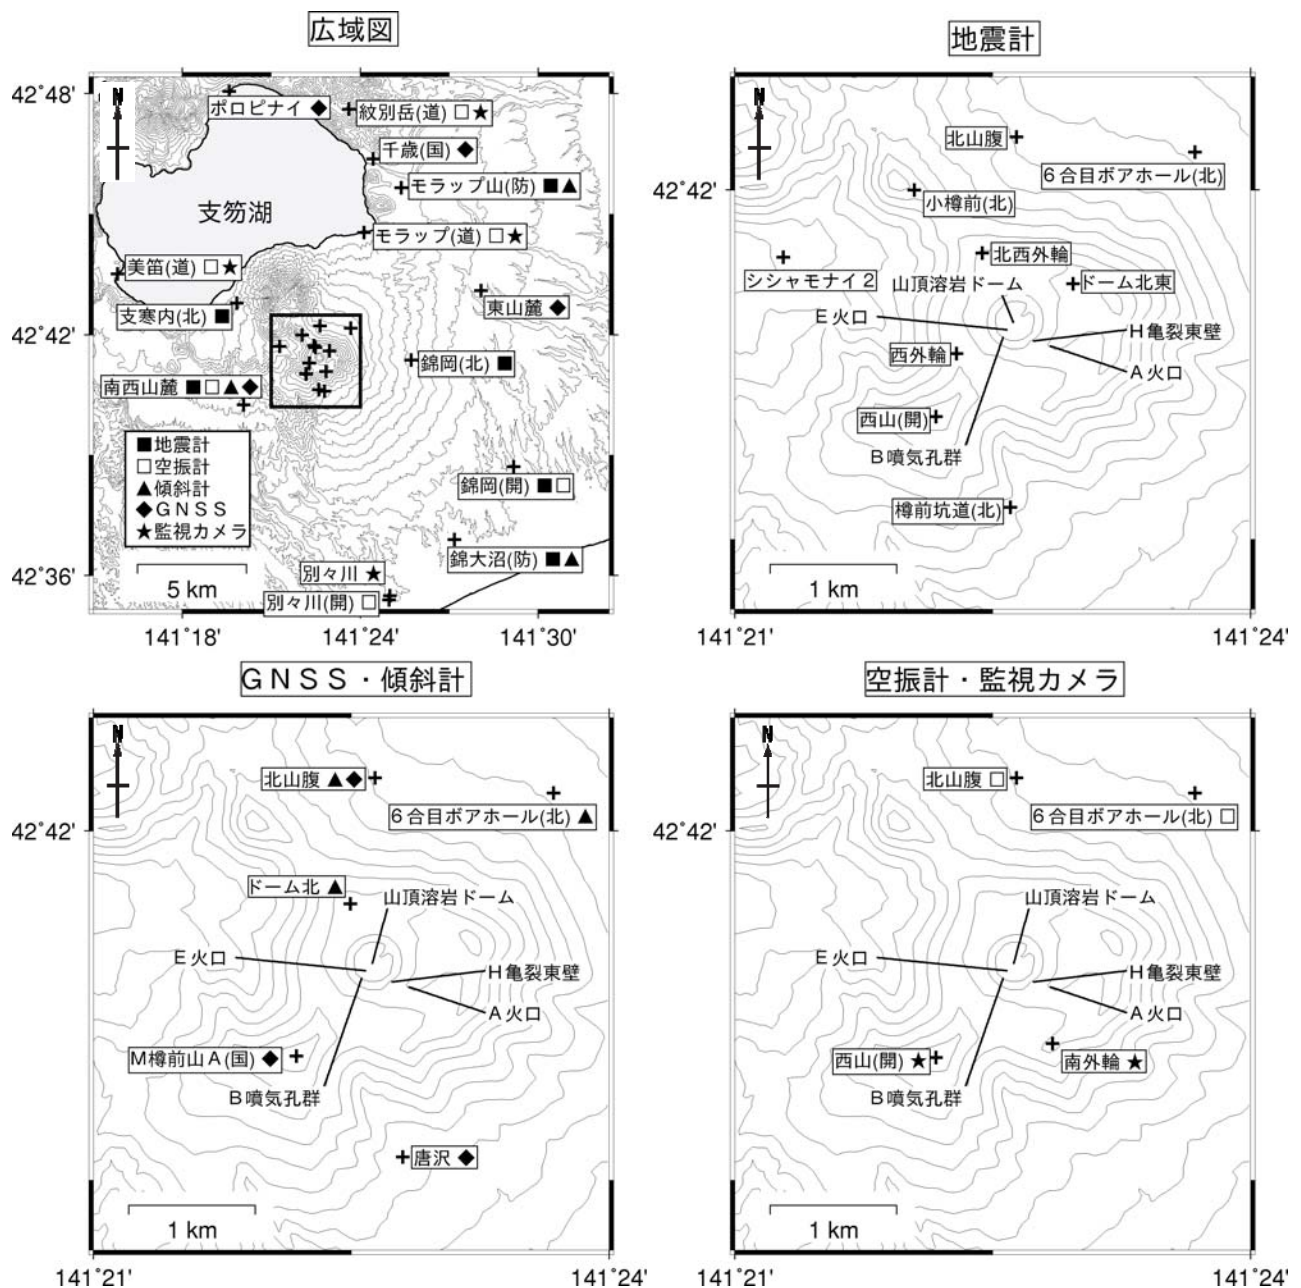 広域図
N
42°48'
42°42'
42°36'
ポロピナイ ◆
紋別岳(道) □★
千歳(国) ◆
モラップ山(防) ■▲
支笏湖
モラップ(道) □★
美笛(道) □★
支寒内(北) ■
東山麓 ◆
錦岡(北) ■
南西山麓 ■□▲◆
■地震計
□空振計
▲傾斜計
◆GNSS
★監視カメラ
錦岡(開) ■□
錦大沼(防) ■▲
別々川 ★
別々川(開) □
5 km
141°18'
141°24'
141°30'
地震計
N
42°42'
北山腹
6合目ボアホール(北)
小樽前(北)
北西外輪
シシャモナイ2
山頂溶岩ドーム
ドーム北東
E火口
H亀裂東壁
西外輪
A火口
西山(開)
B噴気孔群
樽前坑道(北)
1 km
141°21'
141°24'
GNSS・傾斜計
N
42°42'
北山腹 ▲◆
6合目ボアホール(北) ▲
ドーム北 ▲
山頂溶岩ドーム
E火口
H亀裂東壁
A火口
M樽前山A(国) ◆
B噴気孔群
唐沢 ◆
1 km
141°21'
141°24'
空振計・監視カメラ
N
42°42'
北山腹 □
6合目ボアホール(北) □
山頂溶岩ドーム
E火口
H亀裂東壁
A火口
西山(開) ★
南外輪 ★
B噴気孔群
1 km
141°21'
141°24'